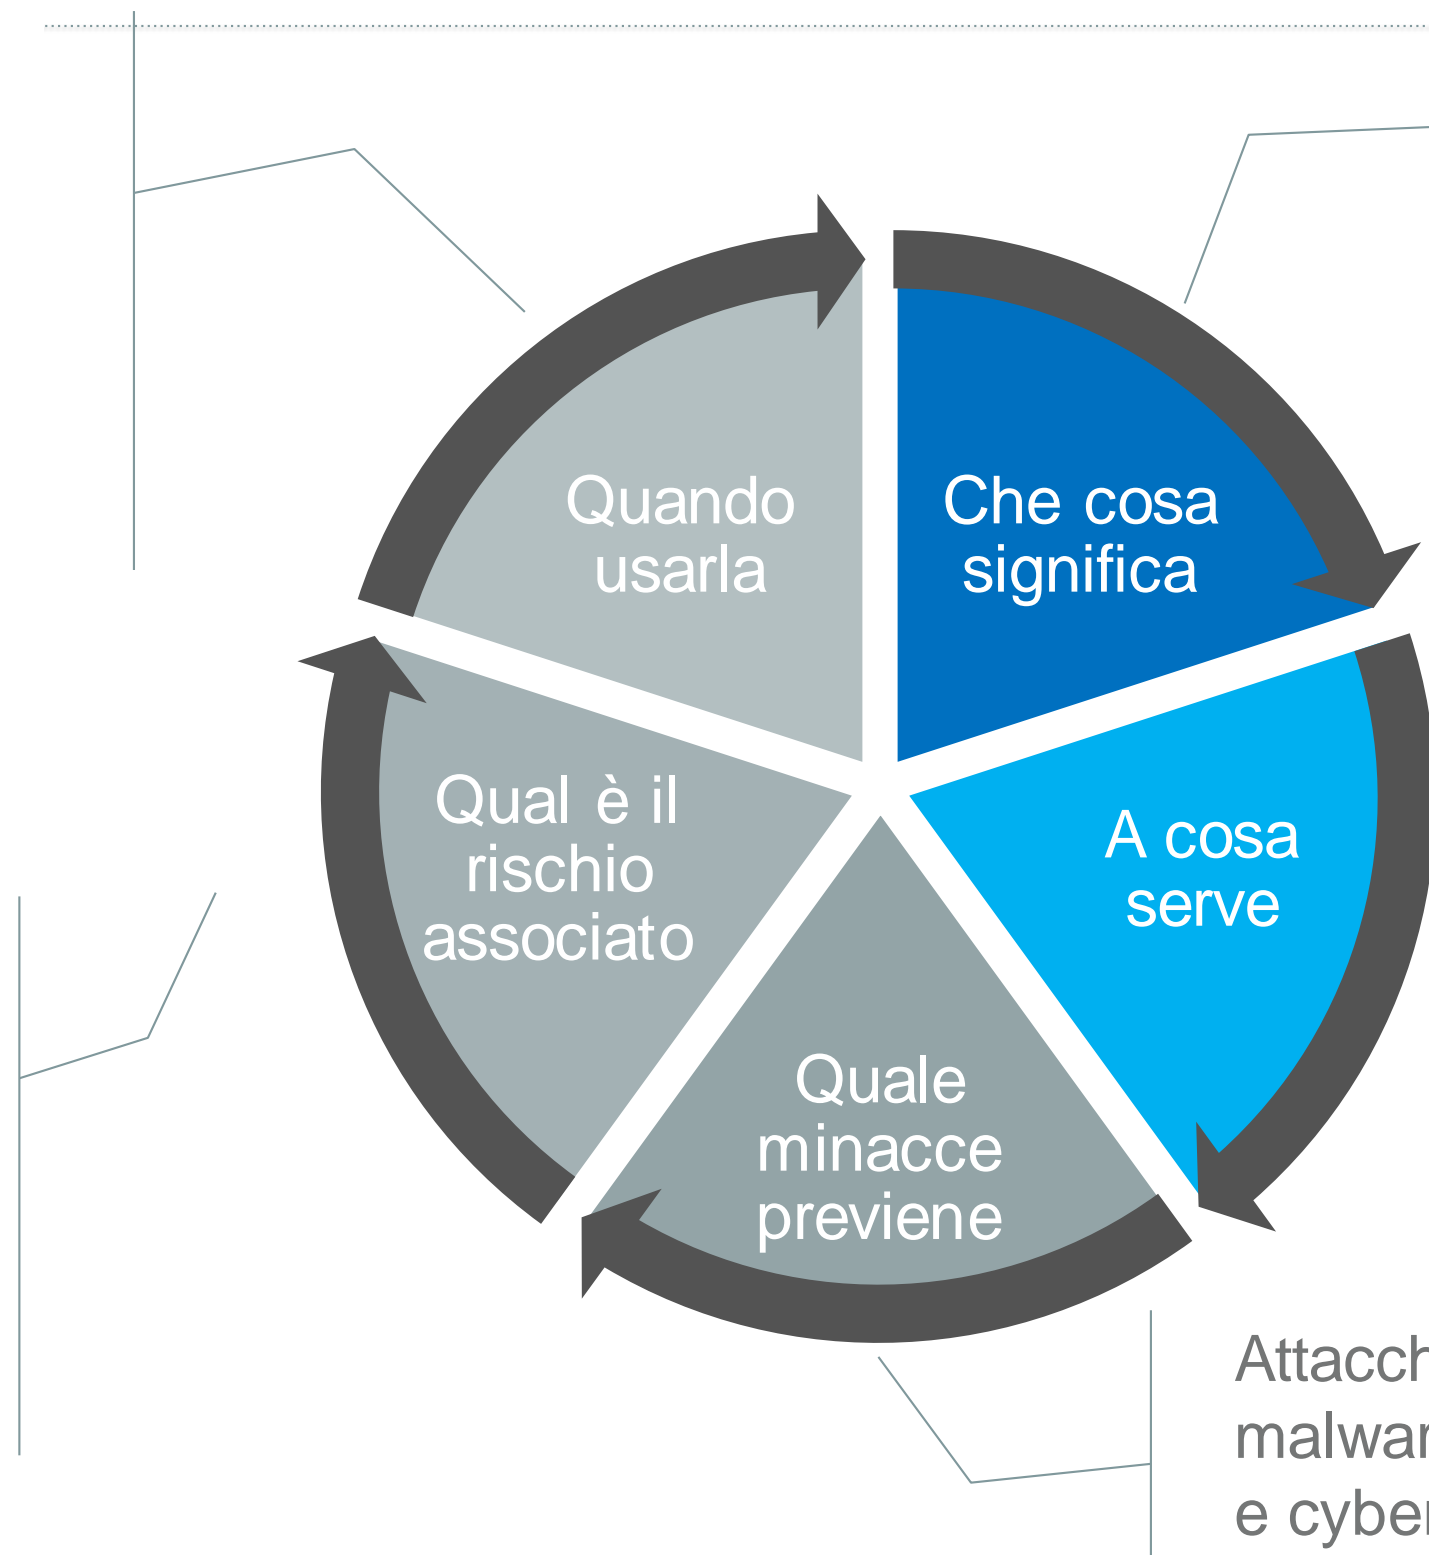 Quando
usarla
Che cosa
significa
A cosa
serve
Quale
minacce
previene
Qual è il
rischio
associato
e